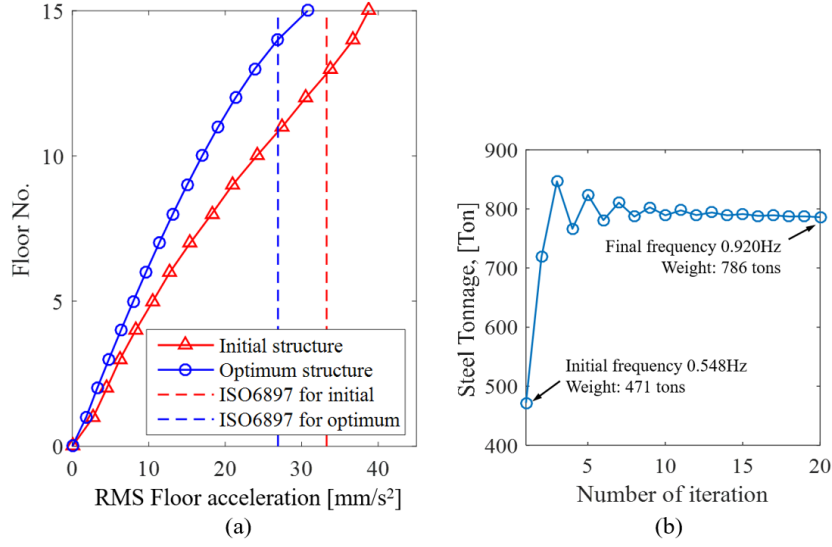 15
10
5
0
Floor No.
Initial structure
Optimum structure
ISO6897 for initial
ISO6897 for optimum
0 10 20 30 40
RMS Floor acceleration [mm/s²]
(a)
900
800
700
600
500
400
Steel Tonnage, [Ton]
Final frequency 0.920Hz
Weight: 786 tons
Initial frequency 0.548Hz
Weight: 471 tons
5 10 15 20
Number of iteration
(b)